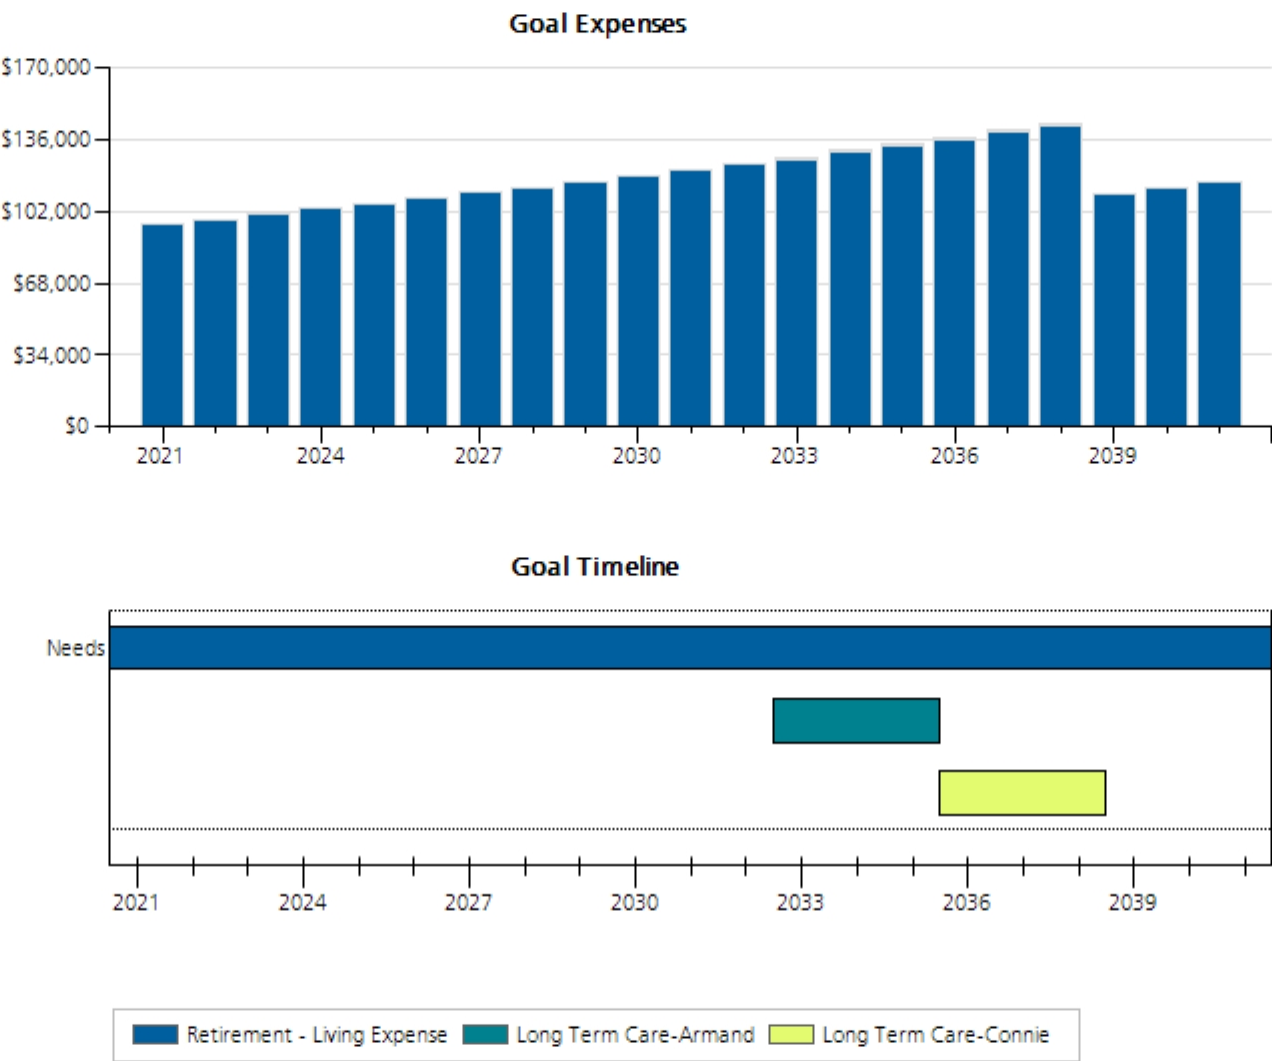 Goal Expenses
$170,000
$136,000
$102,000
$68,000
$34,000
$0
2021 2024 2027 2030 2033 2036 2039
Goal Timeline
Needs
2021 2024 2027 2030 2033 2036 2039
Retirement - Living Expense Long Term Care-Armand Long Term Care-Connie